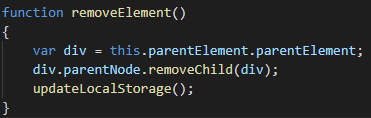 function removeElement()
{
    var div = this.parentElement.parentElement;
    div.parentNode.removeChild(div);
    updateLocalStorage();
}